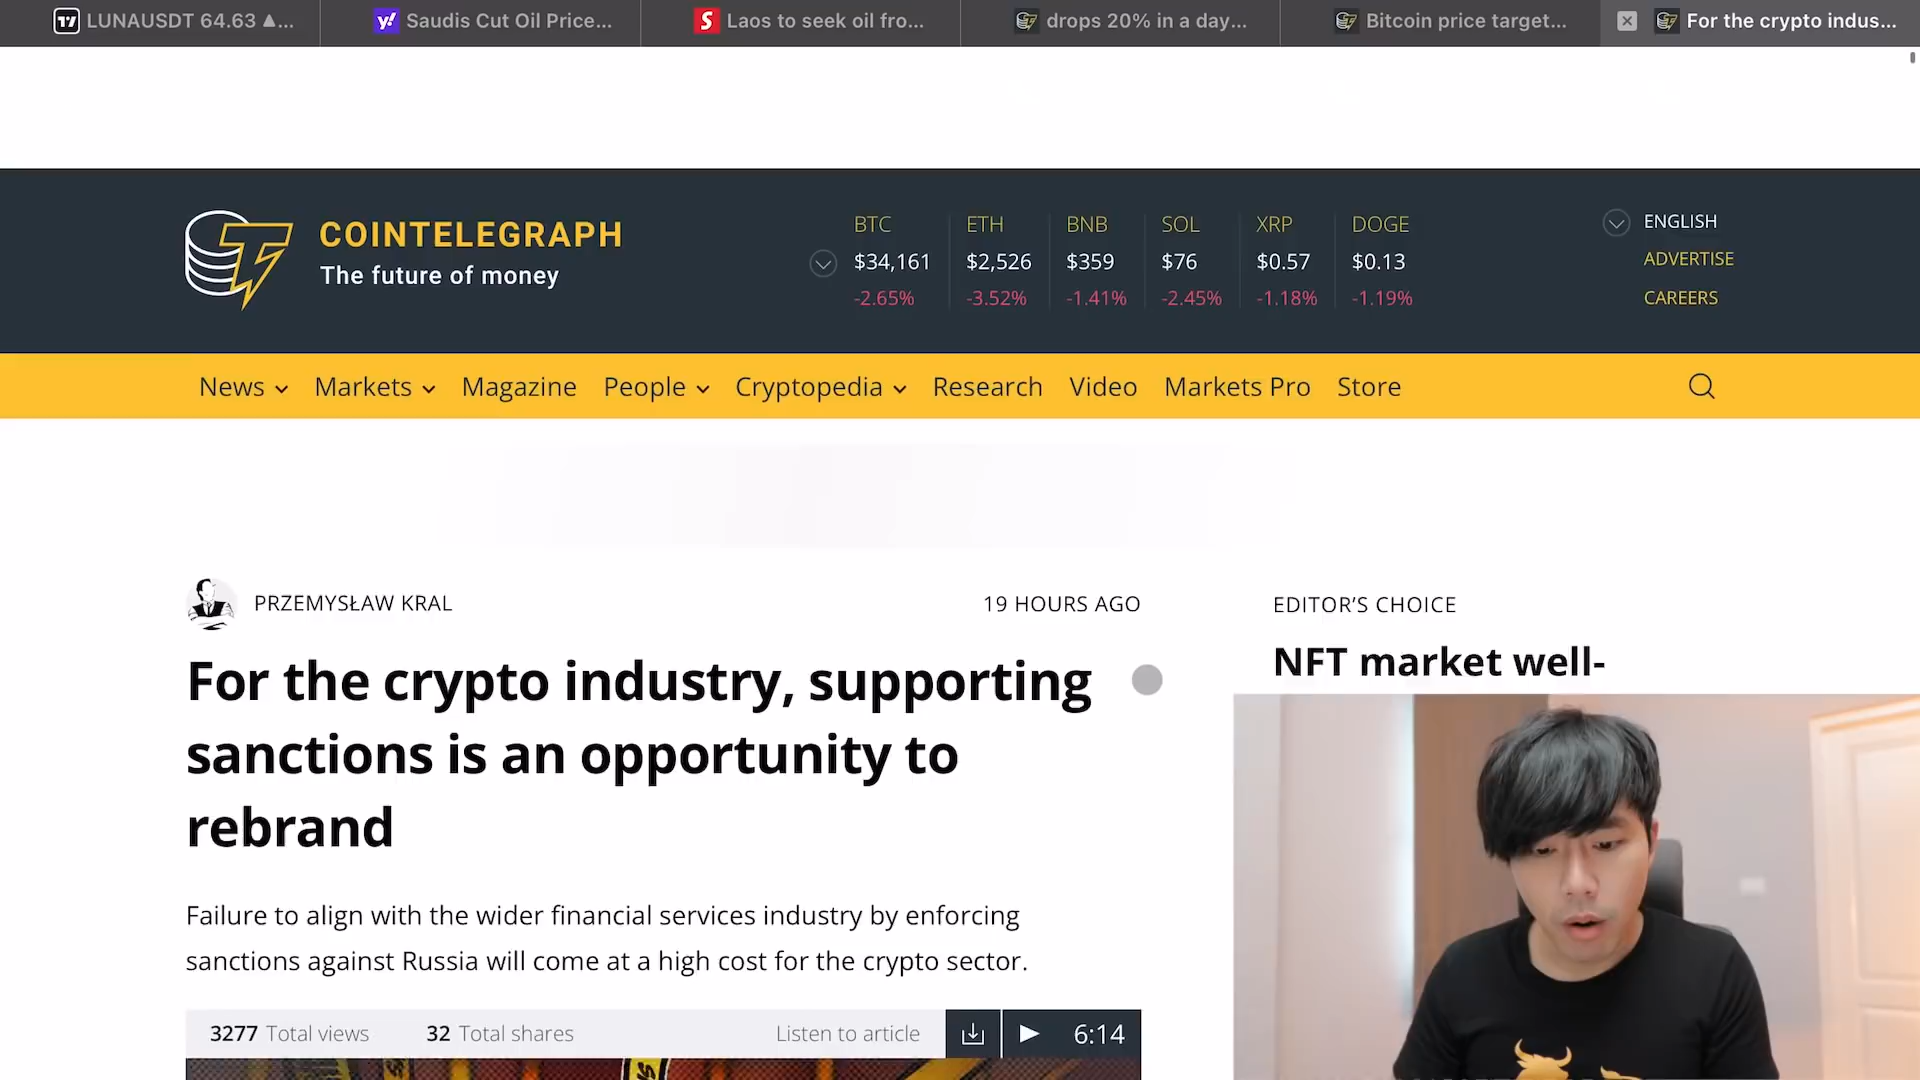 LUNAUSDT 64.63 ▲...
Saudis Cut Oil Price...
Laos to seek oil fro...
drops 20% in a day...
Bitcoin price target...
For the crypto indus...
COINTELEGRAPH
The future of money
BTC ETH BNB SOL XRP DOGE
$34,161 $2,526 $359 $76 $0.57 $0.13
-2.65% -3.52% -1.41% -2.45% -1.18% -1.19%
ENGLISH
ADVERTISE
CAREERS
News Markets Magazine People Cryptopedia Research Video Markets Pro Store
PRZEMYSŁAW KRAL
19 HOURS AGO
For the crypto industry, supporting
sanctions is an opportunity to
rebrand
Failure to align with the wider financial services industry by enforcing
sanctions against Russia will come at a high cost for the crypto sector.
3277 Total views 32 Total shares Listen to article 6:14
EDITOR'S CHOICE
NFT market well-